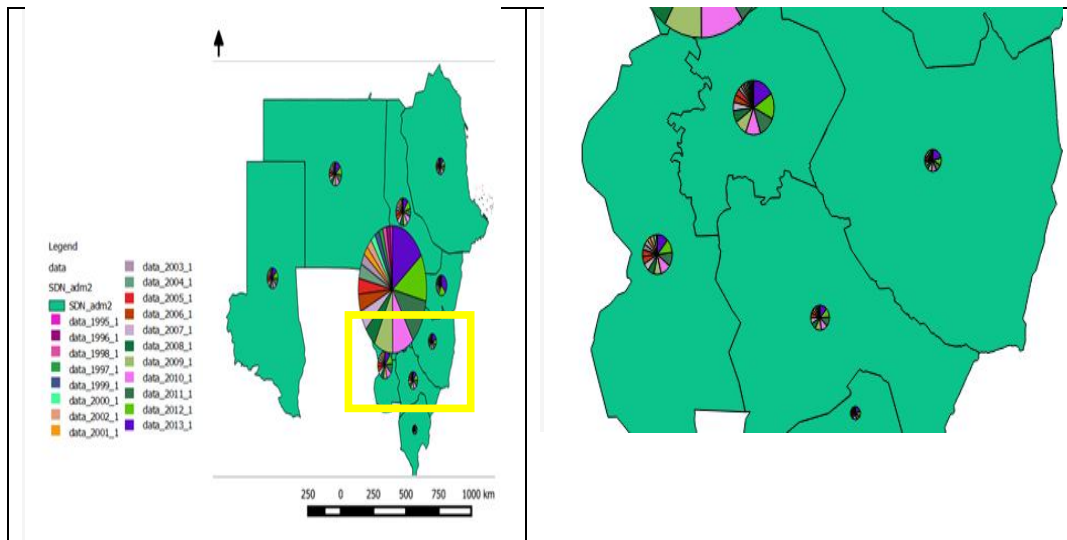 Legend
data
SDN_adm2
SDN_adm2
data_1995_1
data_1996_1
data_1998_1
data_1997_1
data_1999_1
data_2000_1
data_2002_1
data_2001_1
data_2003_1
data_2004_1
data_2005_1
data_2006_1
data_2007_1
data_2008_1
data_2009_1
data_2010_1
data_2011_1
data_2012_1
data_2013_1
250 0 250 500 750 1000 km